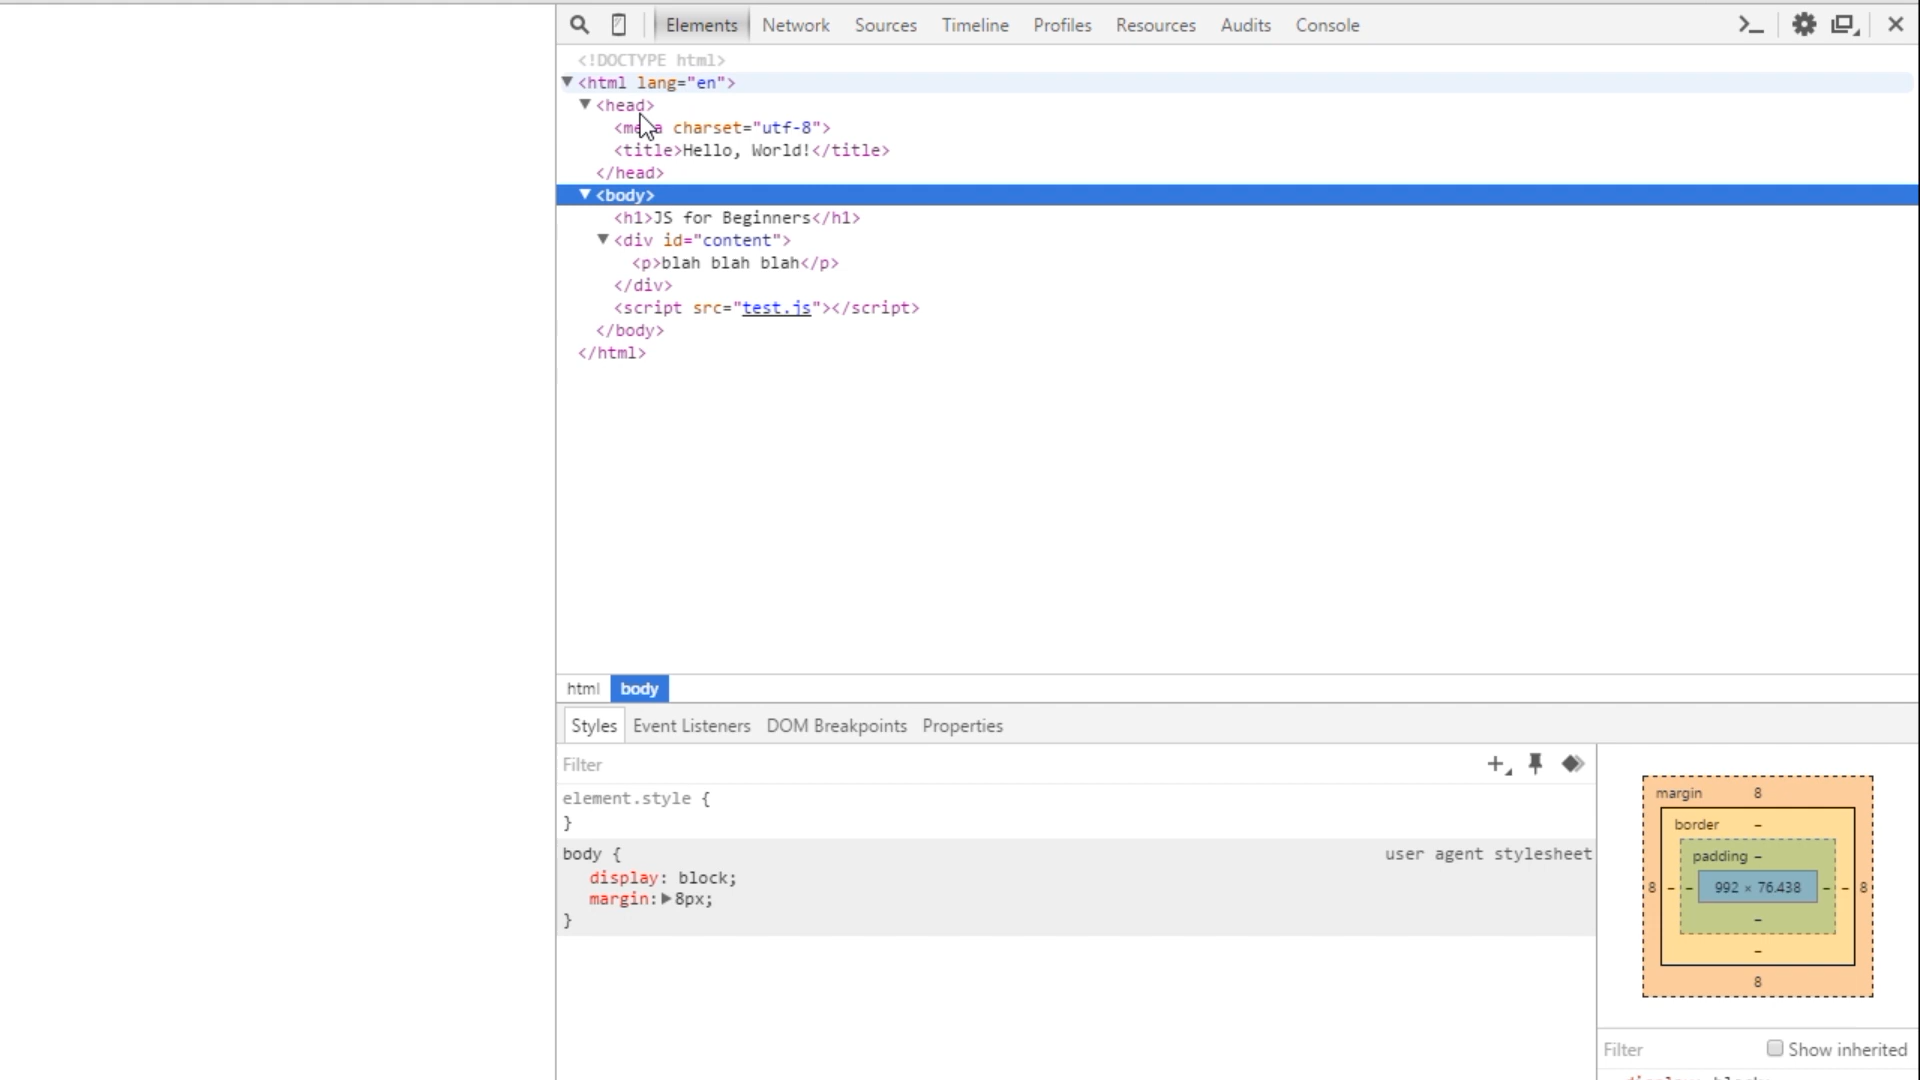 Elements Network Sources Timeline Profiles Resources Audits Console
<!DOCTYPE html>
<html lang="en">
<head>
<meta charset="utf-8">
<title>Hello, World!</title>
</head>
<body>
<h1>JS for Beginners</h1>
<div id="content">
<p>blah blah blah</p>
</div>
<script src="test.js"></script>
</body>
</html>
html body
Styles Event Listeners DOM Breakpoints Properties
Filter
element.style {
}
body { user agent stylesheet
display: block;
margin: 8px;
}
margin 8
border –
padding –
8 – – 992 × 76.438 – – 8
–
–
8
Filter Show inherited